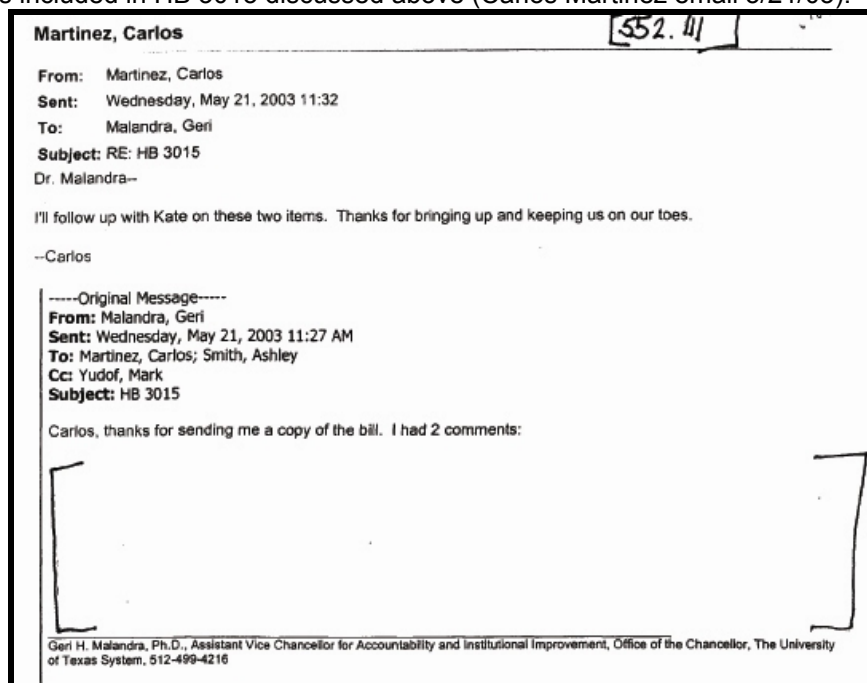 s included in HB 3015 discussed above (Carlos Martinez email 5/21/03).
Martinez, Carlos
552.111
From: Martinez, Carlos
Sent: Wednesday, May 21, 2003 11:32
To: Malandra, Geri
Subject: RE: HB 3015
Dr. Malandra--
I'll follow up with Kate on these two items. Thanks for bringing up and keeping us on our toes.
--Carlos
-----Original Message-----
From: Malandra, Geri
Sent: Wednesday, May 21, 2003 11:27 AM
To: Martinez, Carlos; Smith, Ashley
Cc: Yudof, Mark
Subject: HB 3015
Carlos, thanks for sending me a copy of the bill. I had 2 comments:
Geri H. Malandra, Ph.D., Assistant Vice Chancellor for Accountability and Institutional Improvement, Office of the Chancellor, The University
of Texas System, 512-499-4216